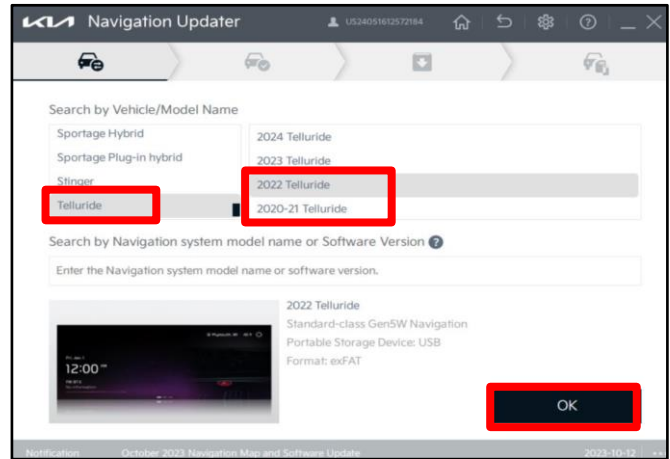 KIA Navigation Updater US24051612572184
Search by Vehicle/Model Name
Sportage Hybrid
Sportage Plug-in hybrid
Stinger
Telluride
2024 Telluride
2023 Telluride
2022 Telluride
2020-21 Telluride
Search by Navigation system model name or Software Version ?
Enter the Navigation system model name or software version.
12:00
2022 Telluride
Standard-class Gen5W Navigation
Portable Storage Device: USB
Format: exFAT
OK
Notification October 2023 Navigation Map and Software Update 2023-10-12